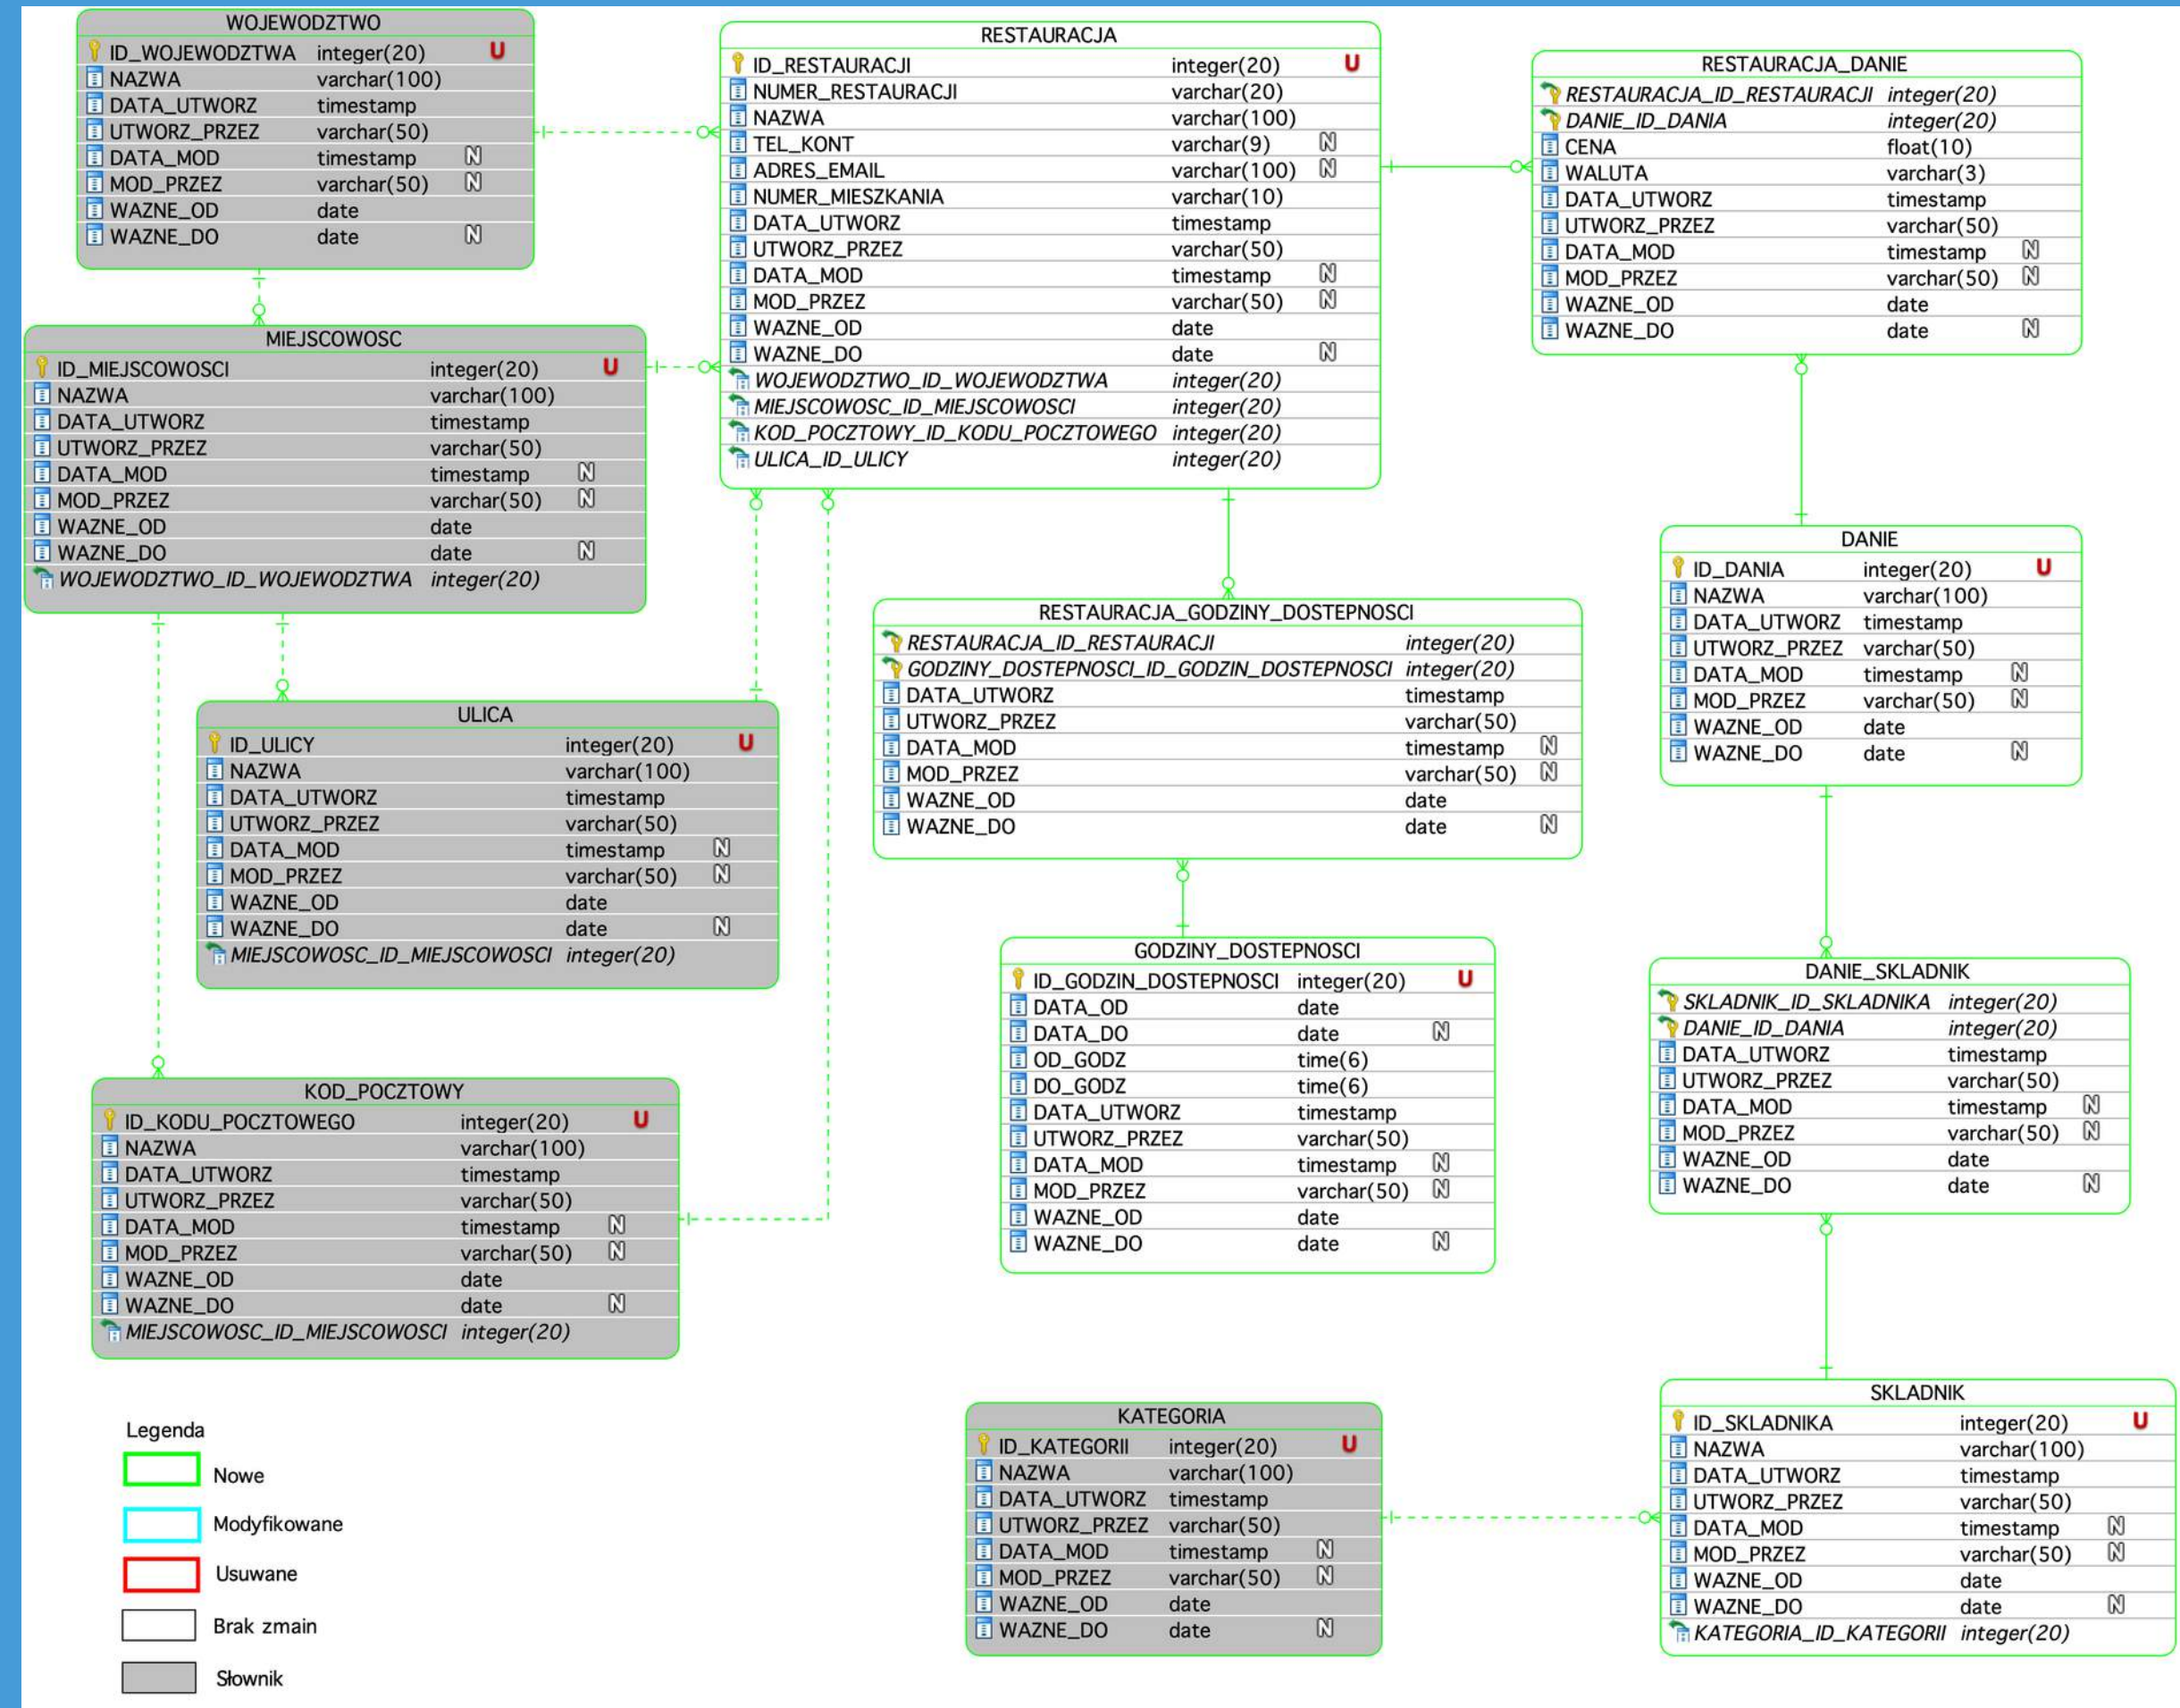 WOJEWODZTWO
ID_WOJEWODZTWA integer(20) U
NAZWA varchar(100)
DATA_UTWORZ timestamp
UTWORZ_PRZEZ varchar(50)
DATA_MOD timestamp N
MOD_PRZEZ varchar(50) N
WAZNE_OD date
WAZNE_DO date N
RESTAURACJA
ID_RESTAURACJI integer(20) U
NUMER_RESTAURACJI varchar(20)
NAZWA varchar(100)
TEL_KONT varchar(9) N
ADRES_EMAIL varchar(100) N
NUMER_MIESZKANIA varchar(10)
DATA_UTWORZ timestamp
UTWORZ_PRZEZ varchar(50)
DATA_MOD timestamp N
MOD_PRZEZ varchar(50) N
WAZNE_OD date
WAZNE_DO date N
WOJEWODZTWO_ID_WOJEWODZTWA integer(20)
MIEJSCOWOSC_ID_MIEJSCOWOSCI integer(20)
KOD_POCZTOWY_ID_KODU_POCZTOWEGO integer(20)
ULICA_ID_ULICY integer(20)
RESTAURACJA_DANIE
RESTAURACJA_ID_RESTAURACJI integer(20)
DANIE_ID_DANIA integer(20)
CENA float(10)
WALUTA varchar(3)
DATA_UTWORZ timestamp
UTWORZ_PRZEZ varchar(50)
DATA_MOD timestamp N
MOD_PRZEZ varchar(50) N
WAZNE_OD date
WAZNE_DO date N
MIEJSCOWOSC
ID_MIEJSCOWOSCI integer(20) U
NAZWA varchar(100)
DATA_UTWORZ timestamp
UTWORZ_PRZEZ varchar(50)
DATA_MOD timestamp N
MOD_PRZEZ varchar(50) N
WAZNE_OD date
WAZNE_DO date N
WOJEWODZTWO_ID_WOJEWODZTWA integer(20)
DANIE
ID_DANIA integer(20) U
NAZWA varchar(100)
DATA_UTWORZ timestamp
UTWORZ_PRZEZ varchar(50)
DATA_MOD timestamp N
MOD_PRZEZ varchar(50) N
WAZNE_OD date
WAZNE_DO date N
RESTAURACJA_GODZINY_DOSTEPNOSCI
RESTAURACJA_ID_RESTAURACJI integer(20)
GODZINY_DOSTEPNOSCI_ID_GODZIN_DOSTEPNOSCI integer(20)
DATA_UTWORZ timestamp
UTWORZ_PRZEZ varchar(50)
DATA_MOD timestamp N
MOD_PRZEZ varchar(50) N
WAZNE_OD date
WAZNE_DO date N
ULICA
ID_ULICY integer(20) U
NAZWA varchar(100)
DATA_UTWORZ timestamp
UTWORZ_PRZEZ varchar(50)
DATA_MOD timestamp N
MOD_PRZEZ varchar(50) N
WAZNE_OD date
WAZNE_DO date N
MIEJSCOWOSC_ID_MIEJSCOWOSCI integer(20)
GODZINY_DOSTEPNOSCI
ID_GODZIN_DOSTEPNOSCI integer(20) U
DATA_OD date
DATA_DO date N
OD_GODZ time(6)
DO_GODZ time(6)
DATA_UTWORZ timestamp
UTWORZ_PRZEZ varchar(50)
DATA_MOD timestamp N
MOD_PRZEZ varchar(50) N
WAZNE_OD date
WAZNE_DO date N
DANIE_SKLADNIK
SKLADNIK_ID_SKLADNIKA integer(20)
DANIE_ID_DANIA integer(20)
DATA_UTWORZ timestamp
UTWORZ_PRZEZ varchar(50)
DATA_MOD timestamp N
MOD_PRZEZ varchar(50) N
WAZNE_OD date
WAZNE_DO date N
KOD_POCZTOWY
ID_KODU_POCZTOWEGO integer(20) U
NAZWA varchar(100)
DATA_UTWORZ timestamp
UTWORZ_PRZEZ varchar(50)
DATA_MOD timestamp N
MOD_PRZEZ varchar(50) N
WAZNE_OD date
WAZNE_DO date N
MIEJSCOWOSC_ID_MIEJSCOWOSCI integer(20)
SKLADNIK
ID_SKLADNIKA integer(20) U
NAZWA varchar(100)
DATA_UTWORZ timestamp
UTWORZ_PRZEZ varchar(50)
DATA_MOD timestamp N
MOD_PRZEZ varchar(50) N
WAZNE_OD date
WAZNE_DO date N
KATEGORIA_ID_KATEGORII integer(20)
KATEGORIA
ID_KATEGORII integer(20) U
NAZWA varchar(100)
DATA_UTWORZ timestamp
UTWORZ_PRZEZ varchar(50)
DATA_MOD timestamp N
MOD_PRZEZ varchar(50) N
WAZNE_OD date
WAZNE_DO date N
Legenda
Nowe
Modyfikowane
Usuwane
Brak zmain
Słownik